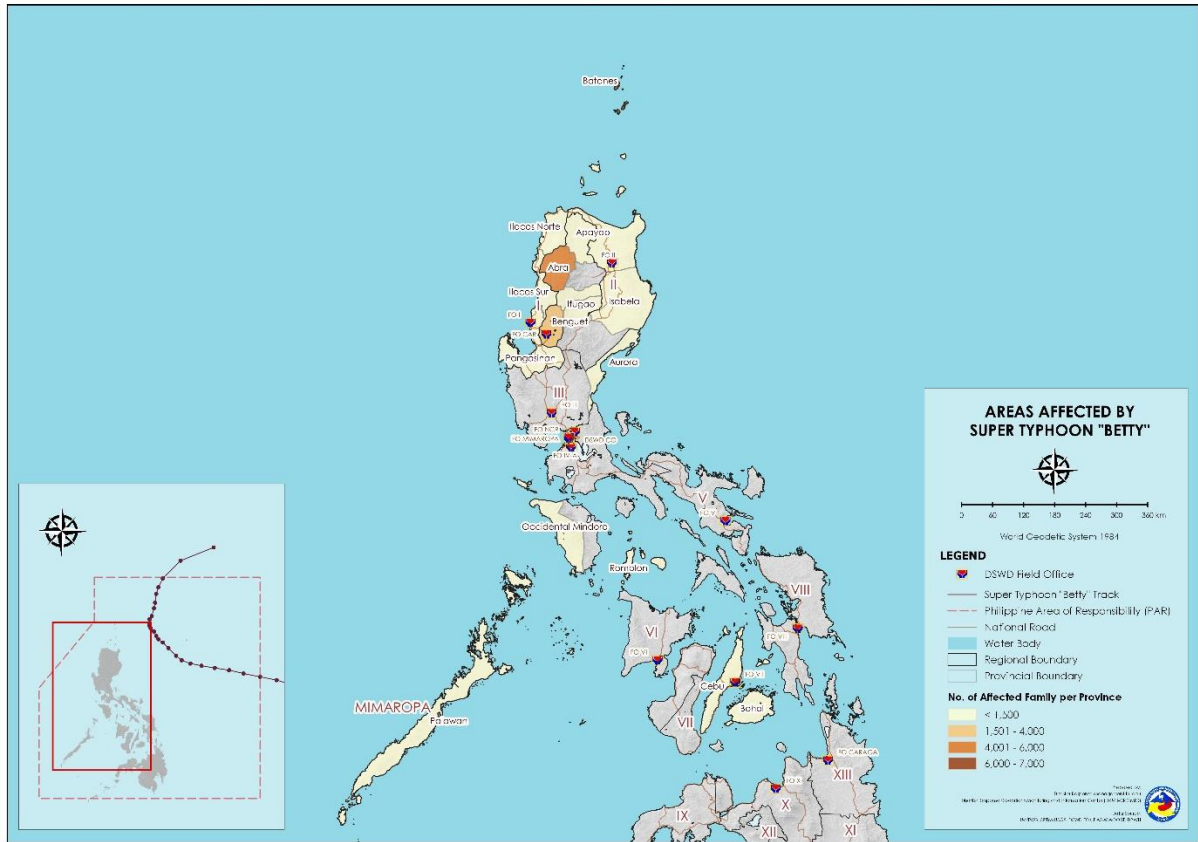 Batanes
Ilocos Norte
Apayao
FO II
Abra
II
Ilocos Sur
I
Ifugao
Isabela
FO I
Benguet
FO CAR
Pangasinan
Aurora
III
FO III
FO NCR
FO MIMAROPA
DSWD CO
FO IV-A
V
FO V
Occidental Mindoro
Romblon
VIII
VI
FO VI
FO VII
Cebu
Bohol
VII
MIMAROPA
Palawan
FO CARAGA
XIII
FO X
X
IX
XII
XI
AREAS AFFECTED BY
SUPER TYPHOON "BETTY"
0 60 120 180 240 300 360 km
World Geodetic System 1984
LEGEND
DSWD Field Office
Super Typhoon "Betty" Track
Philippine Area of Responsibility (PAR)
National Road
Water Body
Regional Boundary
Provincial Boundary
No. of Affected Family per Province
< 1,500
1,501 - 4,000
4,001 - 6,000
6,000 - 7,000